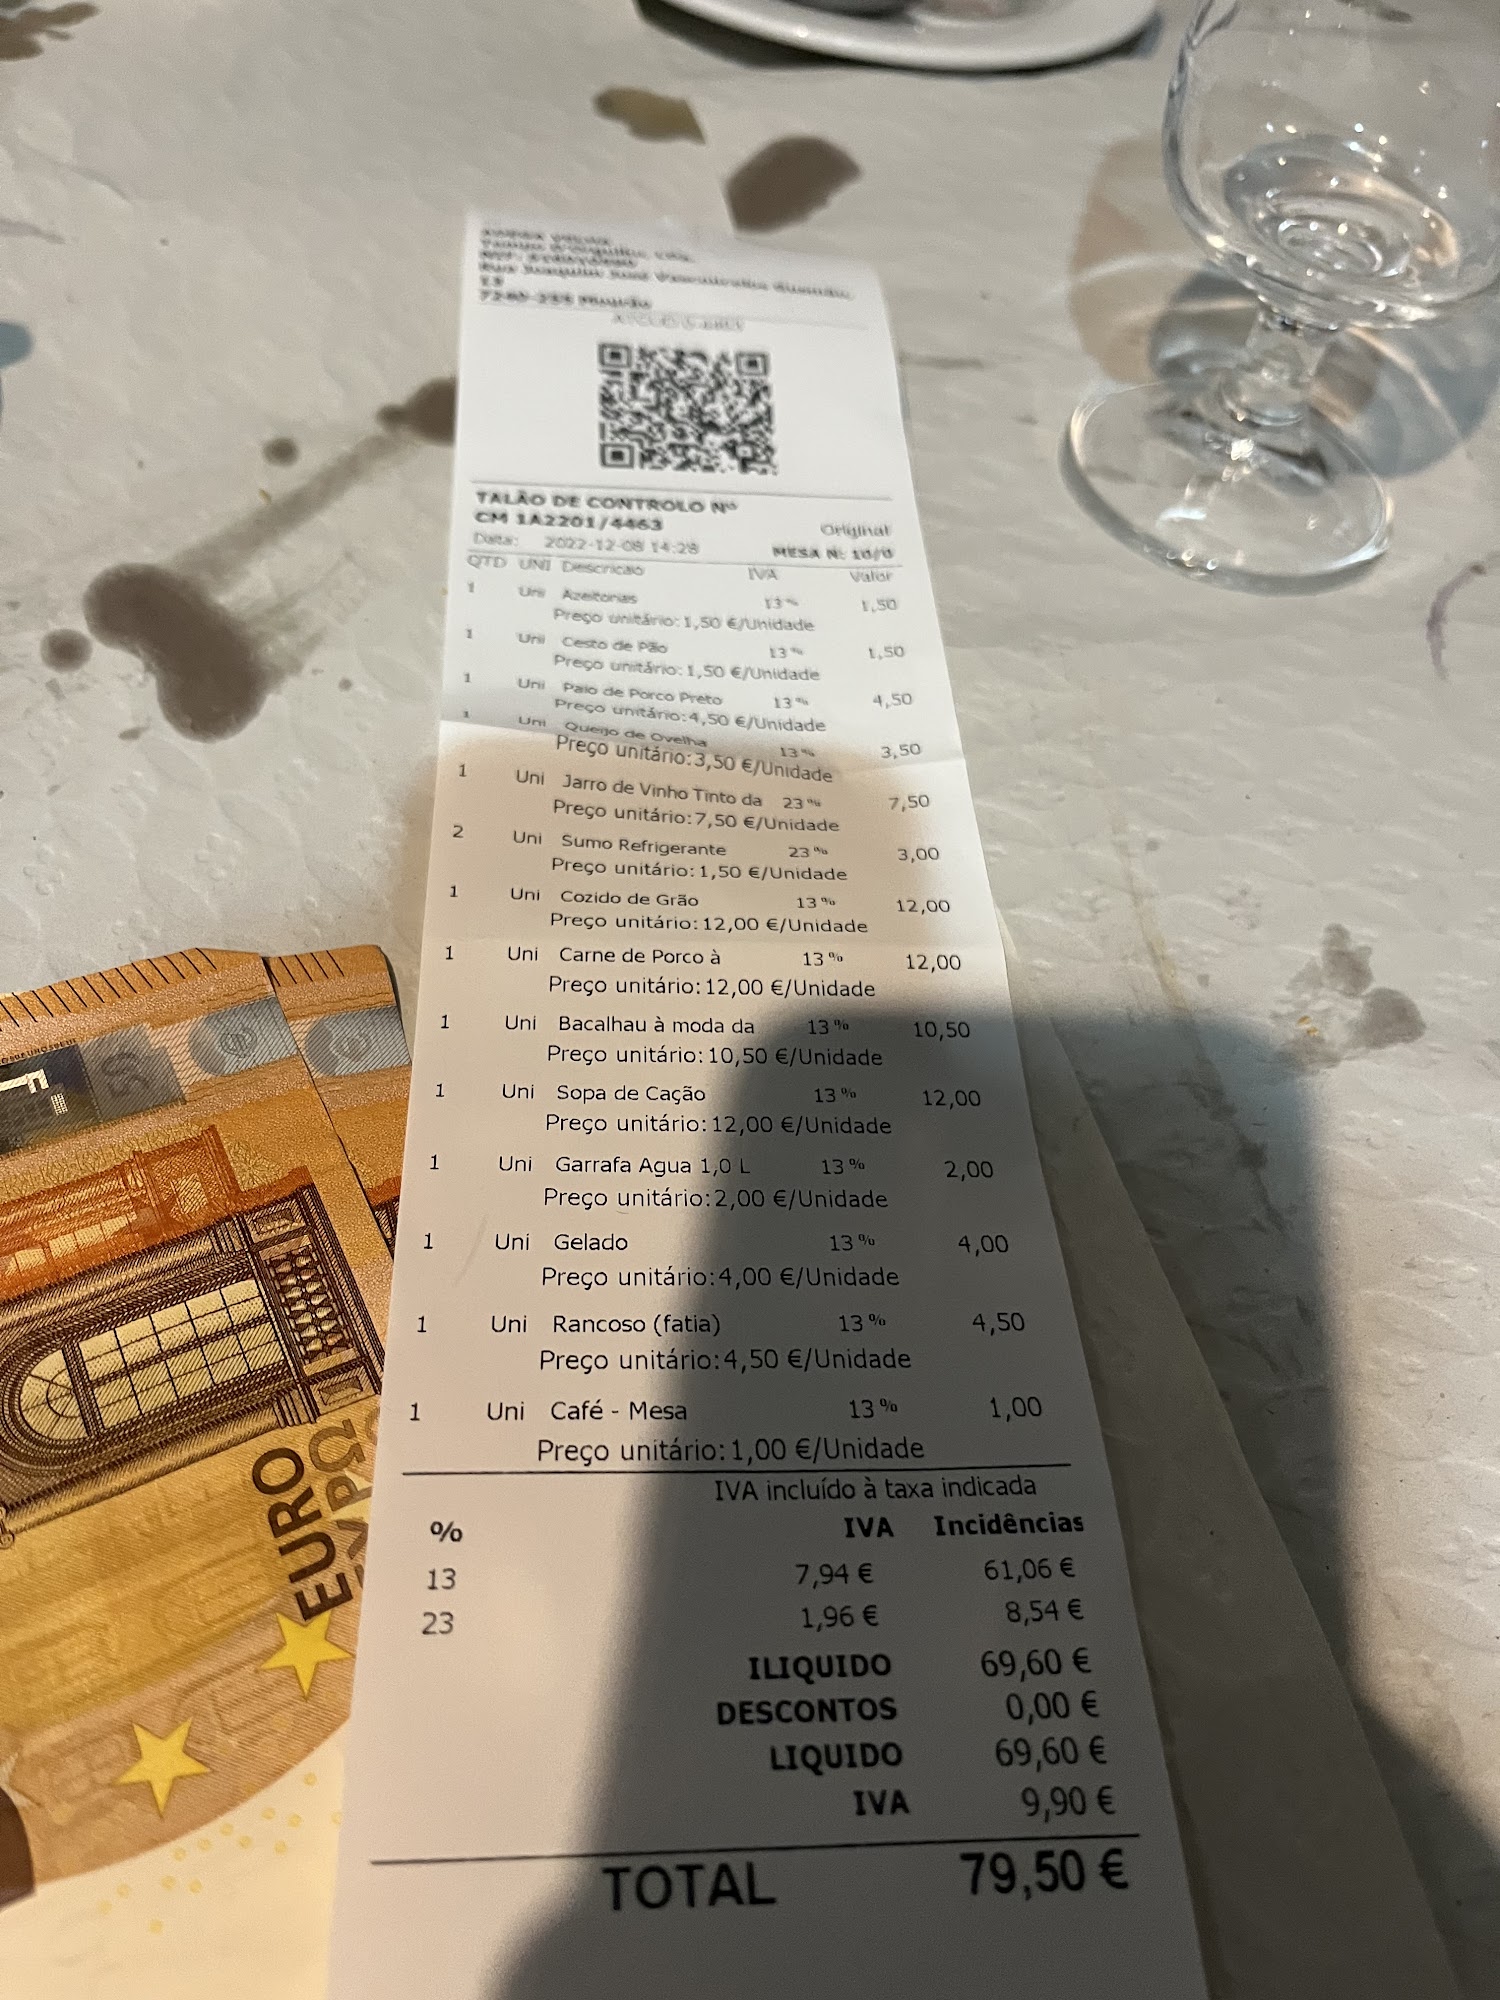 7240-255 Mourão
TALÃO DE CONTROLO Nº
CM 1A2201/4463
Original
Data: 2022-12-08 14:28 MESA N: 10/0
QTD UNI Descricao IVA Valor
1 Uni Azeitonas 13% 1,50
Preço unitário:1,50 €/Unidade
1 Uni Cesto de Pão 13% 1,50
Preço unitário:1,50 €/Unidade
1 Uni Paio de Porco Preto 13% 4,50
Preço unitário:4,50 €/Unidade
1 Uni Queijo de Ovelha 13% 3,50
Preço unitário:3,50 €/Unidade
1 Uni Jarro de Vinho Tinto da 23% 7,50
Preço unitário:7,50 €/Unidade
2 Uni Sumo Refrigerante 23% 3,00
Preço unitário:1,50 €/Unidade
1 Uni Cozido de Grão 13% 12,00
Preço unitário:12,00 €/Unidade
1 Uni Carne de Porco à 13% 12,00
Preço unitário:12,00 €/Unidade
1 Uni Bacalhau à moda da 13% 10,50
Preço unitário:10,50 €/Unidade
1 Uni Sopa de Cação 13% 12,00
Preço unitário:12,00 €/Unidade
1 Uni Garrafa Agua 1,0 L 13% 2,00
Preço unitário:2,00 €/Unidade
1 Uni Gelado 13% 4,00
Preço unitário:4,00 €/Unidade
1 Uni Rancoso (fatia) 13% 4,50
Preço unitário:4,50 €/Unidade
1 Uni Café - Mesa 13% 1,00
Preço unitário:1,00 €/Unidade
IVA incluído à taxa indicada
% IVA Incidências
13 7,94 € 61,06 €
23 1,96 € 8,54 €
ILIQUIDO 69,60 €
DESCONTOS 0,00 €
LIQUIDO 69,60 €
IVA 9,90 €
TOTAL 79,50 €
EURO
ΕΥΡΩ